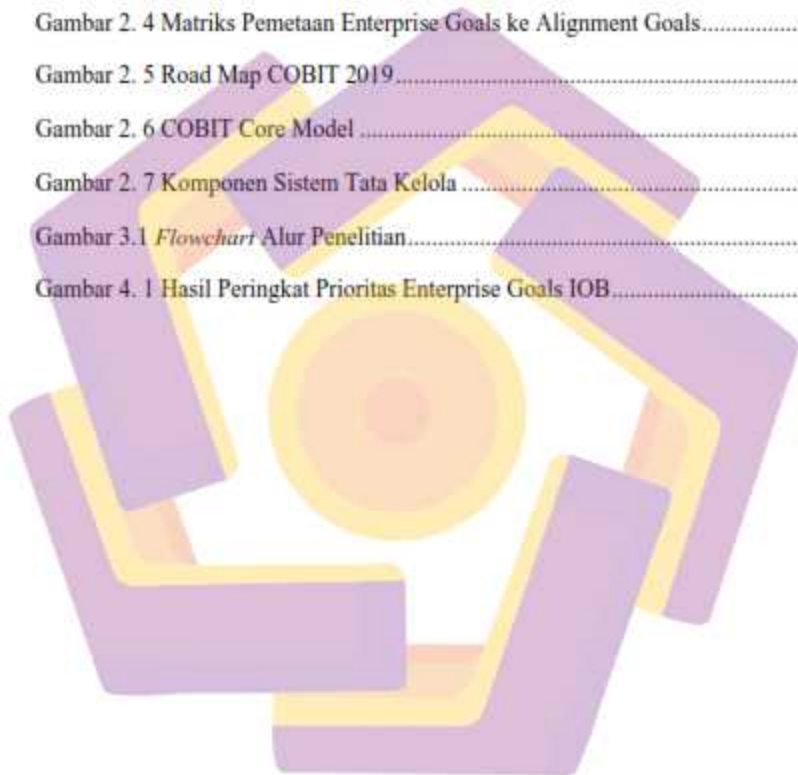 Gambar 2. 4 Matriks Pemetaan Enterprise Goals ke Alignment Goals................
Gambar 2. 5 Road Map COBIT 2019......................................................................
Gambar 2. 6 COBIT Core Model ............................................................................
Gambar 2. 7 Komponen Sistem Tata Kelola ..........................................................
Gambar 3.1 Flowchart Alur Penelitian....................................................................
Gambar 4. 1 Hasil Peringkat Prioritas Enterprise Goals IOB................................